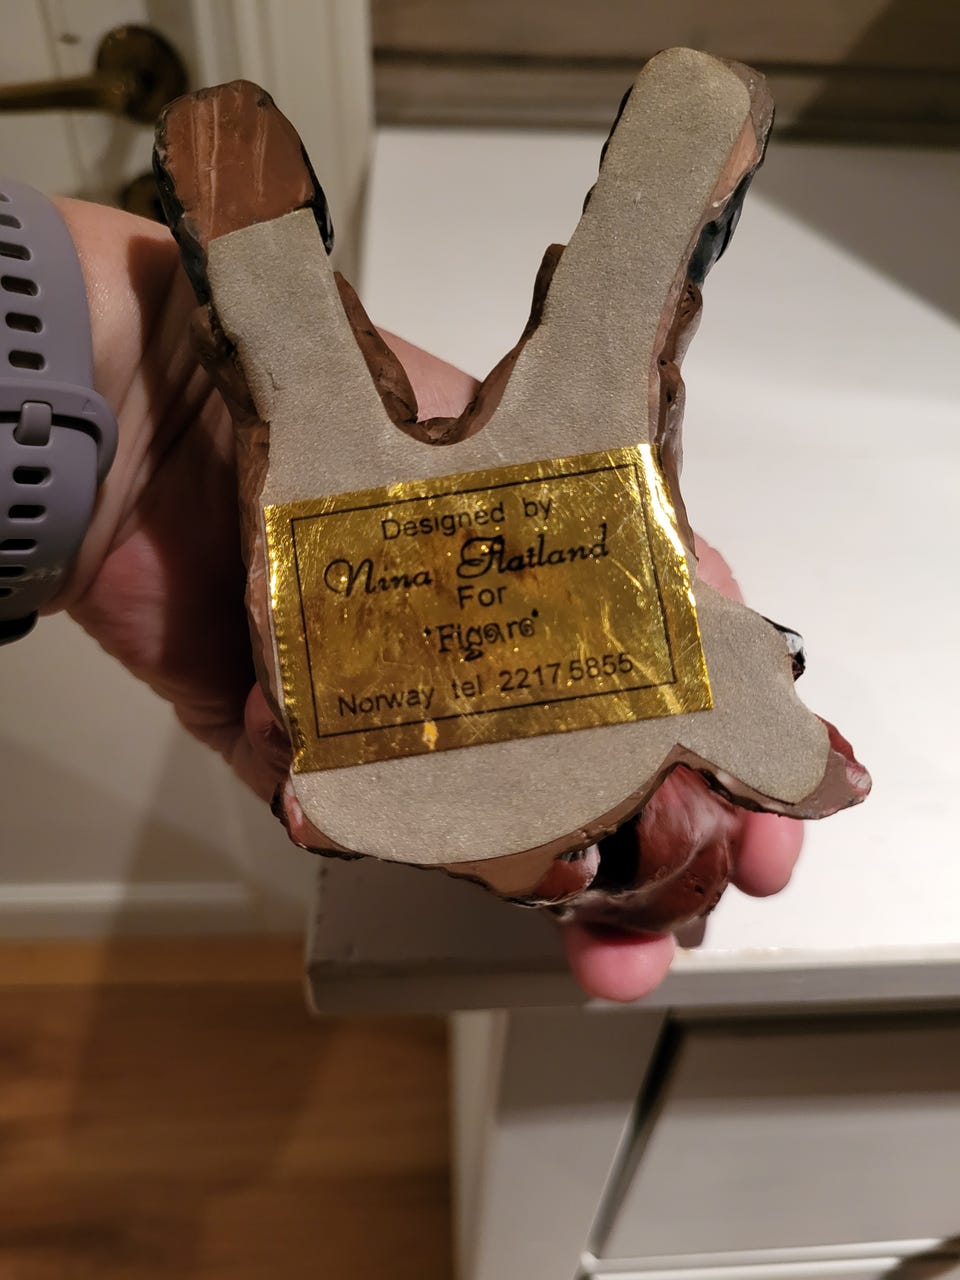 Designed by
Nina Flatland
For
'Figaro'
Norway tel 2217 5855